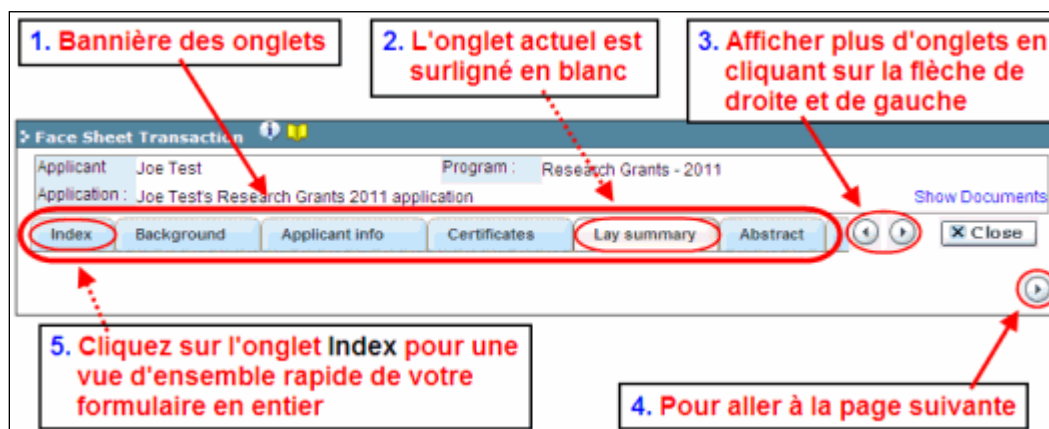 1. Bannière des onglets
2. L'onglet actuel est
surligné en blanc
3. Afficher plus d'onglets en
cliquant sur la flèche de
droite et de gauche
Face Sheet Transaction
Applicant Joe Test Program : Research Grants - 2011
Application : Joe Test's Research Grants 2011 application Show Documents
Index Background Applicant info Certificates Lay summary Abstract Close
5. Cliquez sur l'onglet Index pour une
vue d'ensemble rapide de votre
formulaire en entier
4. Pour aller à la page suivante